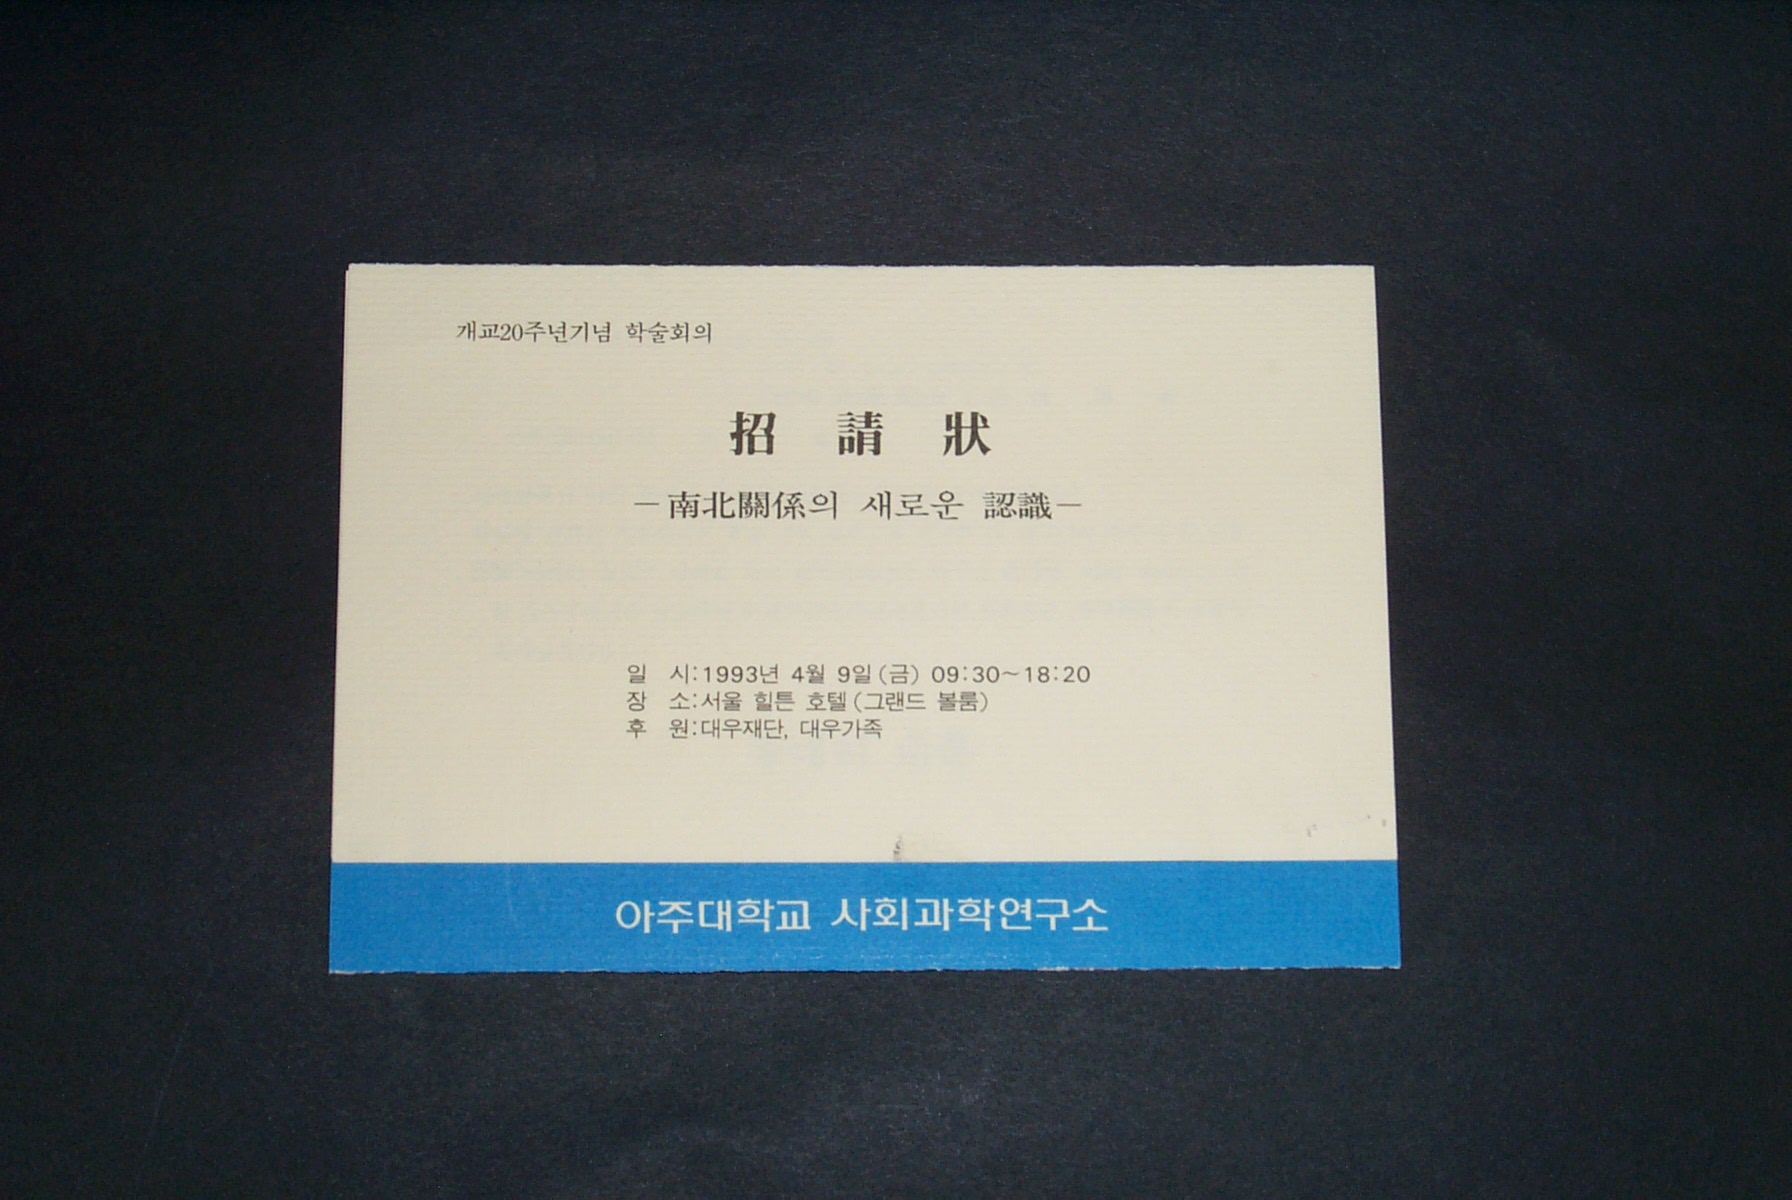 개교20주년기념 학술회의
招 請 狀
－南北關係의 새로운 認識－
일 시:1993년 4월 9일(금) 09:30~18:20
장 소:서울 힐튼 호텔(그랜드 볼룸)
후 원:대우재단, 대우가족
아주대학교 사회과학연구소